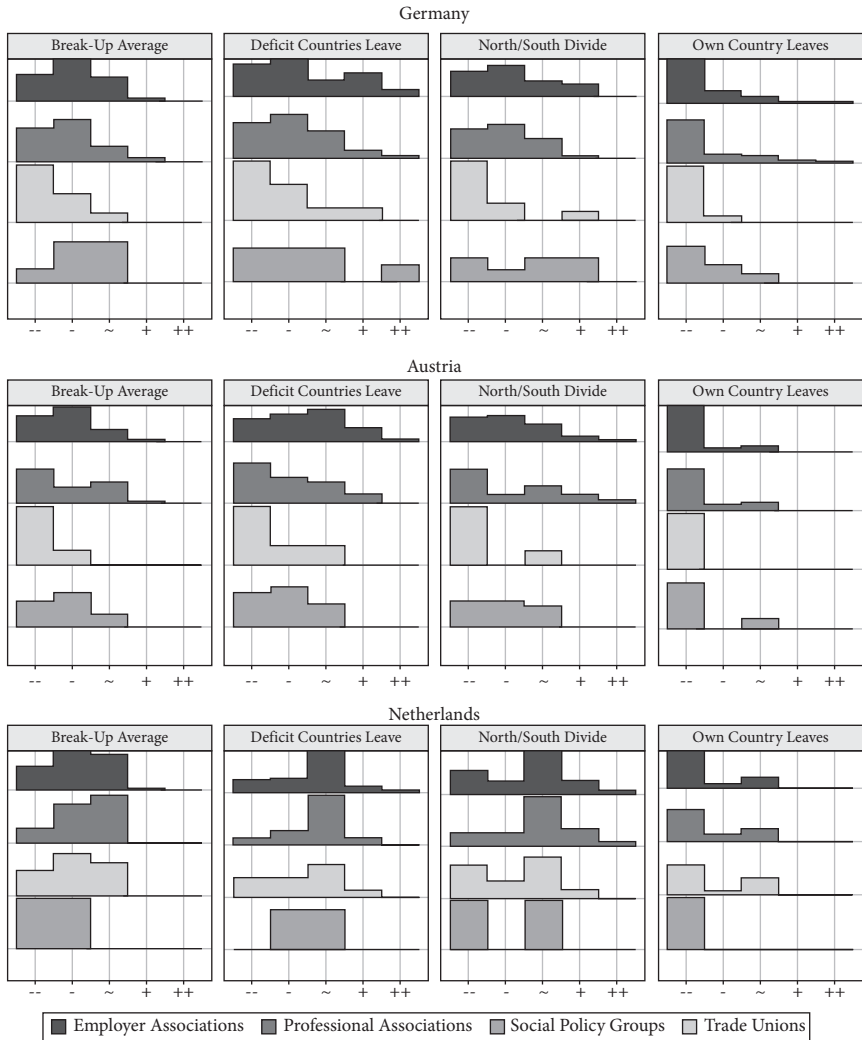 Germany
Break-Up Average Deficit Countries Leave North/South Divide Own Country Leaves
-- - ~ + ++ -- - ~ + ++ -- - ~ + ++ -- - ~ + ++
Austria
Break-Up Average Deficit Countries Leave North/South Divide Own Country Leaves
-- - ~ + ++ -- - ~ + ++ -- - ~ + ++ -- - ~ + ++
Netherlands
Break-Up Average Deficit Countries Leave North/South Divide Own Country Leaves
-- - ~ + ++ -- - ~ + ++ -- - ~ + ++ -- - ~ + ++
Employer Associations Professional Associations Social Policy Groups Trade Unions